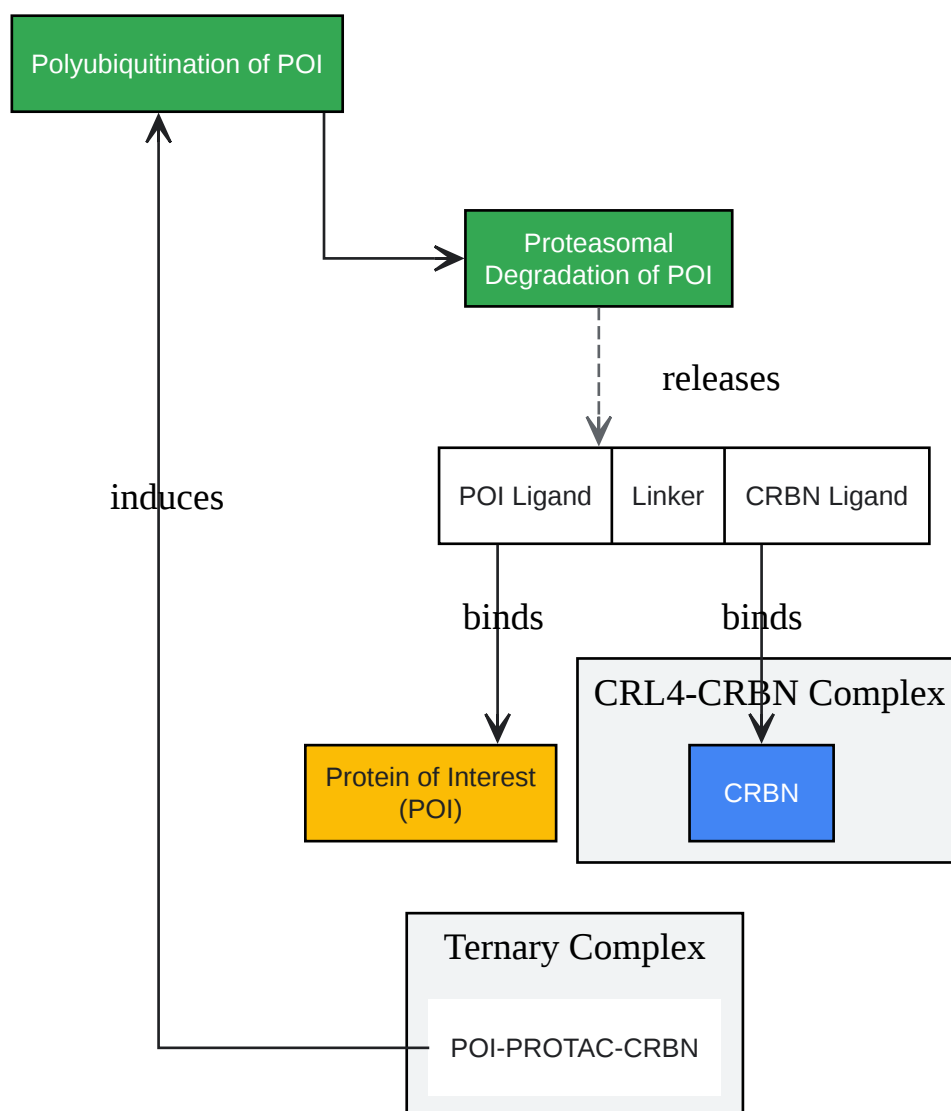 Polyubiquitination of POI
Proteasomal
Degradation of POI
releases
POI Ligand
Linker
CRBN Ligand
induces
binds
binds
CRL4-CRBN Complex
Protein of Interest
(POI)
CRBN
Ternary Complex
POI-PROTAC-CRBN